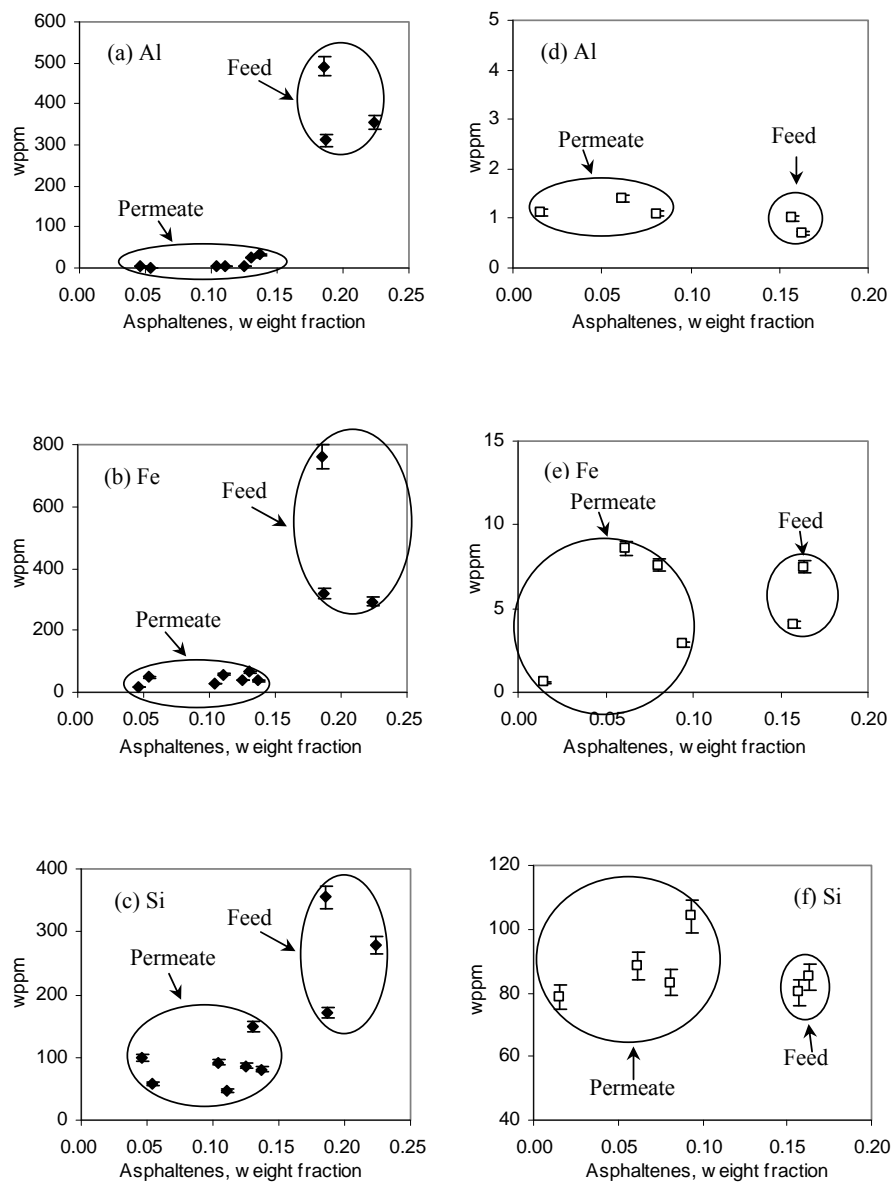 (a) Al
Feed
Permeate
wppm
600
500
400
300
200
100
0
0.00 0.05 0.10 0.15 0.20 0.25
Asphaltenes, weight fraction
(d) Al
Permeate
Feed
wppm
5
4
3
2
1
0
0.00 0.05 0.10 0.15 0.20
Asphaltenes, weight fraction
(b) Fe
Feed
Permeate
wppm
800
600
400
200
0
0.00 0.05 0.10 0.15 0.20 0.25
Asphaltenes, weight fraction
(e) Fe
Permeate
Feed
wppm
15
10
5
0
0.00 0.05 0.10 0.15 0.20
Asphaltenes, weight fraction
(c) Si
Feed
Permeate
wppm
400
300
200
100
0
0.00 0.05 0.10 0.15 0.20 0.25
Asphaltenes, weight fraction
(f) Si
Permeate
Feed
wppm
120
100
80
60
40
0.00 0.05 0.10 0.15 0.20
Asphaltenes, weight fraction